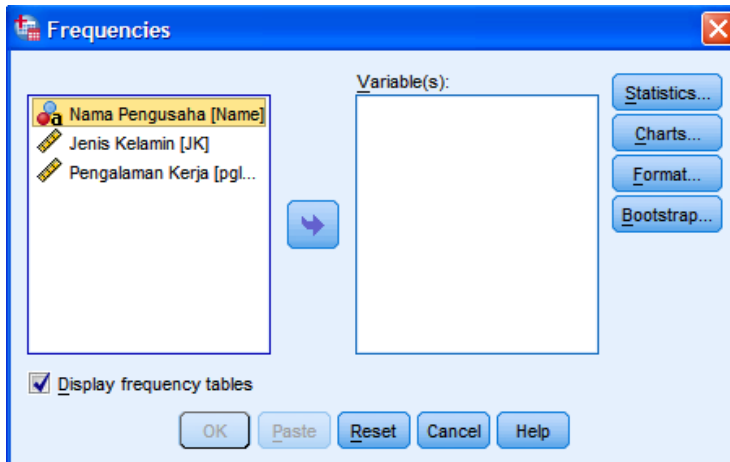 Frequencies
Variable(s):
Nama Pengusaha [Name]
Jenis Kelamin [JK]
Pengalaman Kerja [pgl...
Statistics...
Charts...
Format...
Bootstrap...
Display frequency tables
OK
Paste
Reset
Cancel
Help